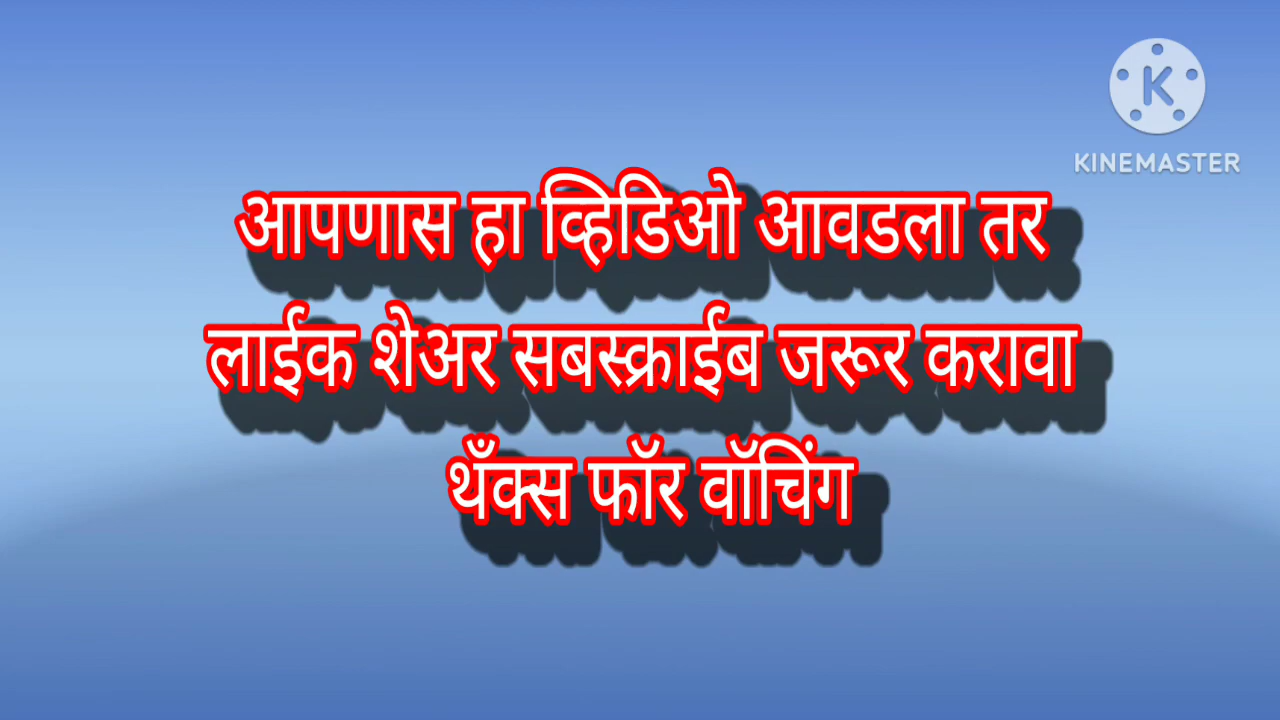 K
KINEMASTER
आपणास हा व्हिडिओ आवडला तर
लाईक शेअर सबस्क्राईब जरूर करावा
थँक्स फॉर वॉचिंग